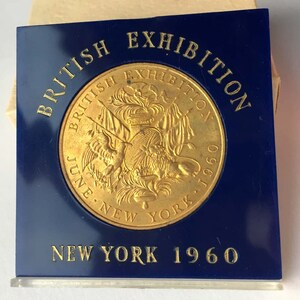 BRITISH EXHIBITION
BRITISH EXHIBITION
JUNE · NEW YORK · 1960
NEW YORK 1960